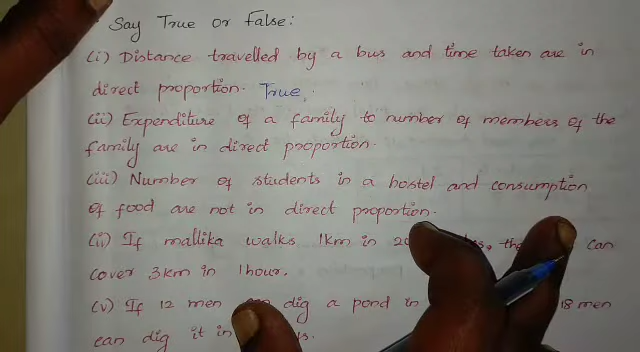 Say True or False:
(i) Distance travelled by a bus and time taken are in
direct proportion. True.
(ii) Expenditure of a family to number of members of the
family are in direct proportion.
(iii) Number of students in a hostel and consumption
of food are not in direct proportion.
(ii) If mallika walks 1km in can
cover 3km in 1hour.
(v) If 12 men dig a pond in 18 men
can dig it in